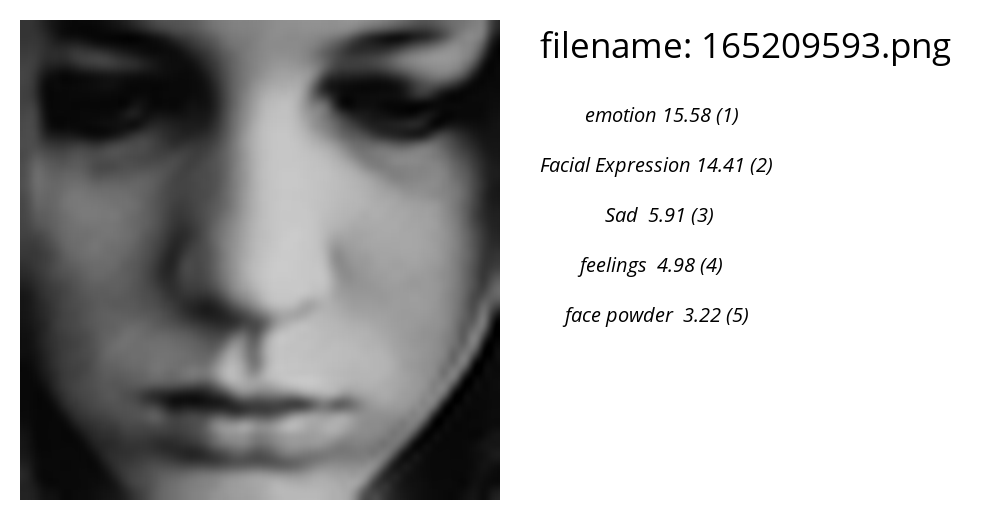 filename: 165209593.png
emotion 15.58 (1)
Facial Expression 14.41 (2)
Sad  5.91 (3)
feelings  4.98 (4)
face powder  3.22 (5)